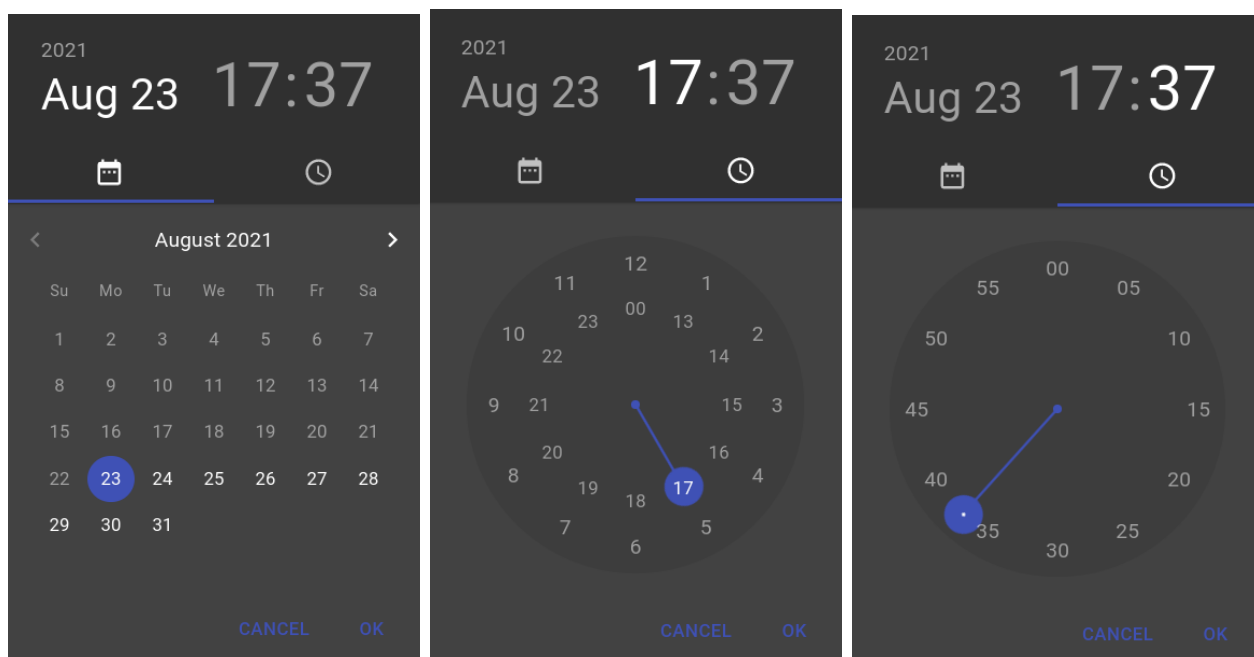 2021
Aug 23 17:37
August 2021
Su Mo Tu We Th Fr Sa
1 2 3 4 5 6 7
8 9 10 11 12 13 14
15 16 17 18 19 20 21
22 23 24 25 26 27 28
29 30 31
CANCEL OK
2021
Aug 23 17:37
12
11 1
00
23 13
10 2
22 14
9 21 15 3
20 16
8 4
19 17
18
7 5
6
CANCEL OK
2021
Aug 23 17:37
00
55 05
50 10
45 15
40 20
35 25
30
CANCEL OK